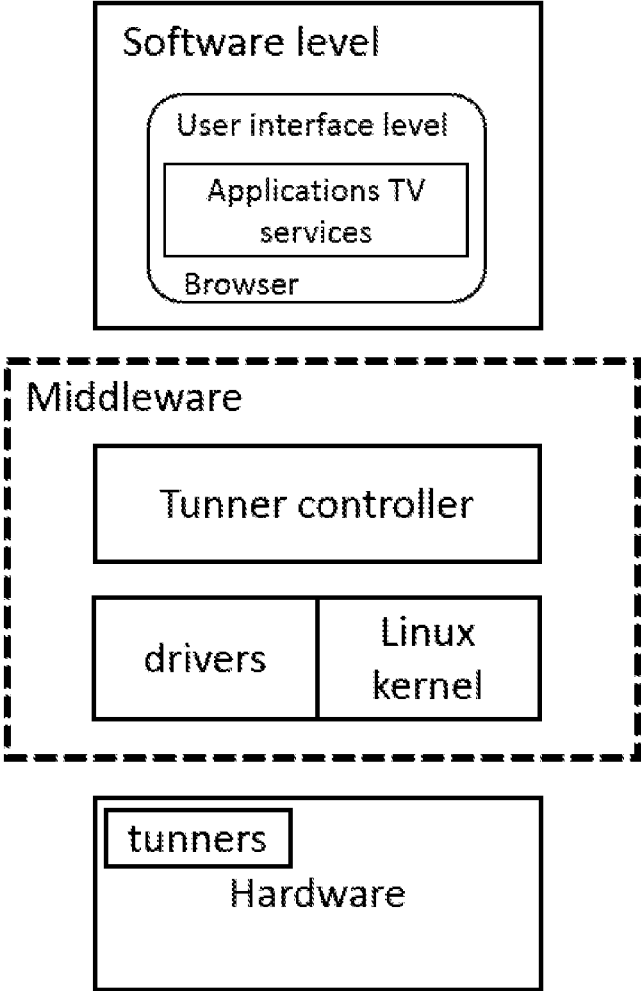 Software level
User interface level
Applications TV
services
Browser
Middleware
Tunner controller
drivers
Linux
kernel
tunners
Hardware